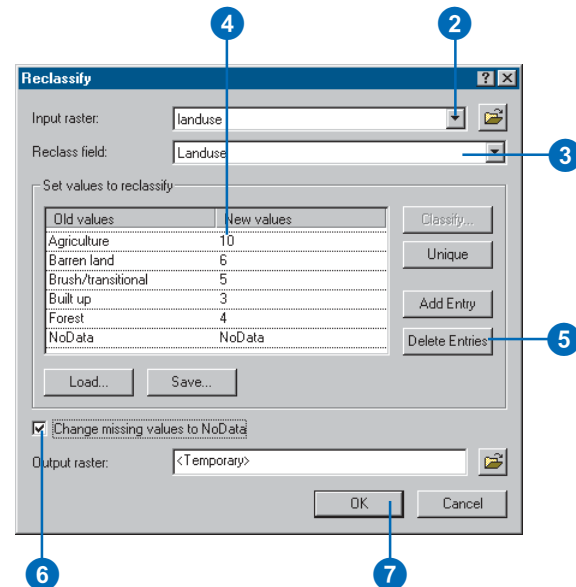 4 2
Reclassify ? X
Input raster: landuse
Reclass field: Landuse 3
Set values to reclassify
Old values New values Classify...
Agriculture 10
Barren land 6 Unique
Brush/transitional 5
Built up 3 Add Entry
Forest 4
NoData NoData Delete Entries 5
Load... Save...
Change missing values to NoData
Output raster: <Temporary>
OK Cancel
6 7